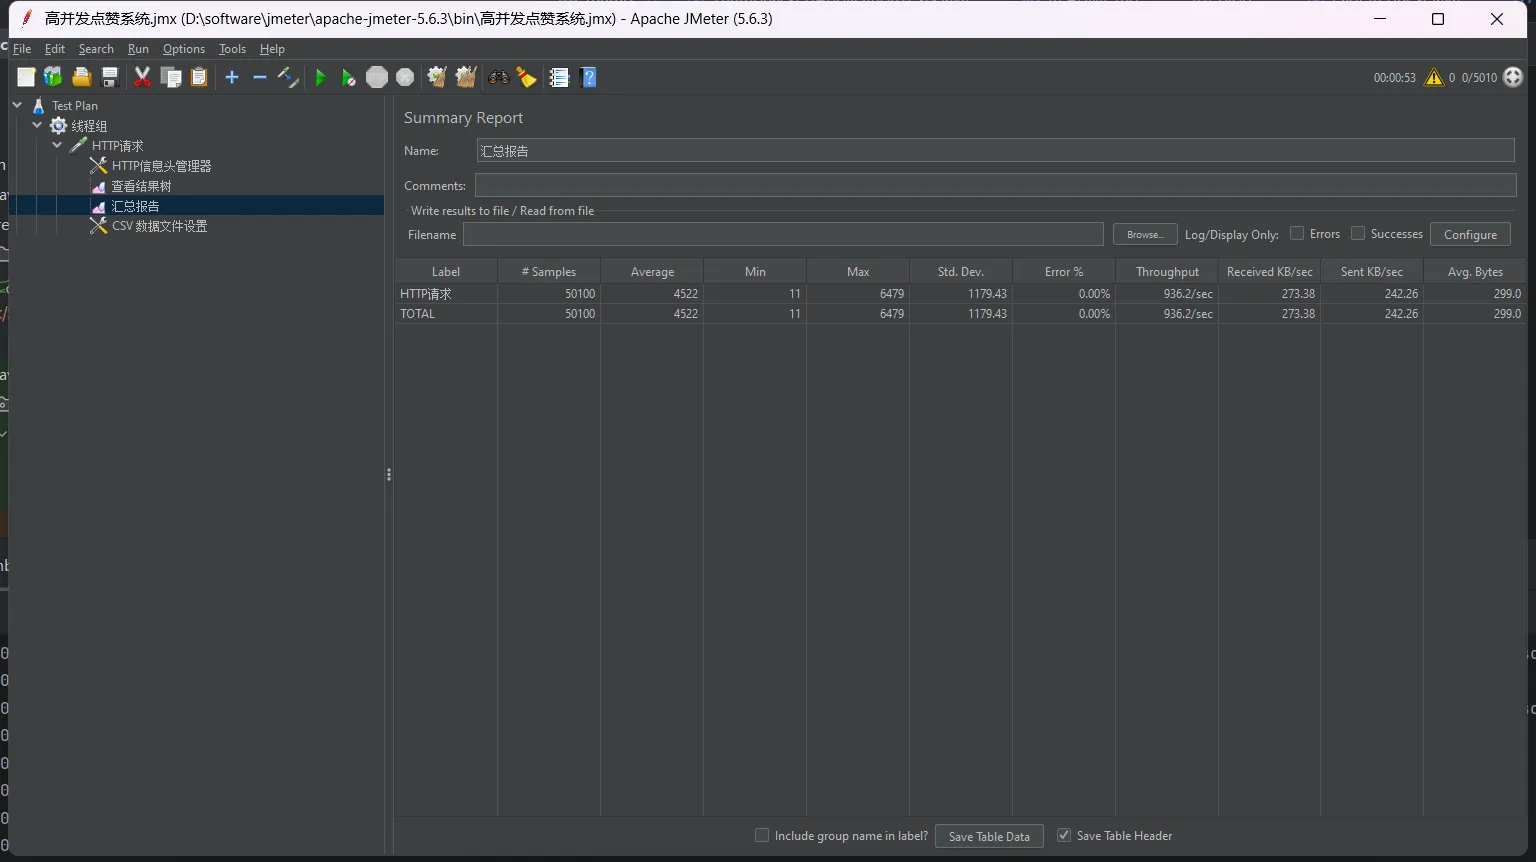 高并发点赞系统.jmx (D:\software\jmeter\apache-jmeter-5.6.3\bin\高并发点赞系统.jmx) - Apache JMeter (5.6.3)
File Edit Search Run Options Tools Help
00:00:53 0 0/5010
Test Plan
线程组
HTTP请求
HTTP信息头管理器
查看结果树
汇总报告
CSV 数据文件设置
Summary Report
Name: 汇总报告
Comments:
Write results to file / Read from file
Filename Browse... Log/Display Only: Errors Successes Configure
Label # Samples Average Min Max Std. Dev. Error % Throughput Received KB/sec Sent KB/sec Avg. Bytes
HTTP请求 50100 4522 11 6479 1179.43 0.00% 936.2/sec 273.38 242.26 299.0
TOTAL 50100 4522 11 6479 1179.43 0.00% 936.2/sec 273.38 242.26 299.0
Include group name in label? Save Table Data Save Table Header